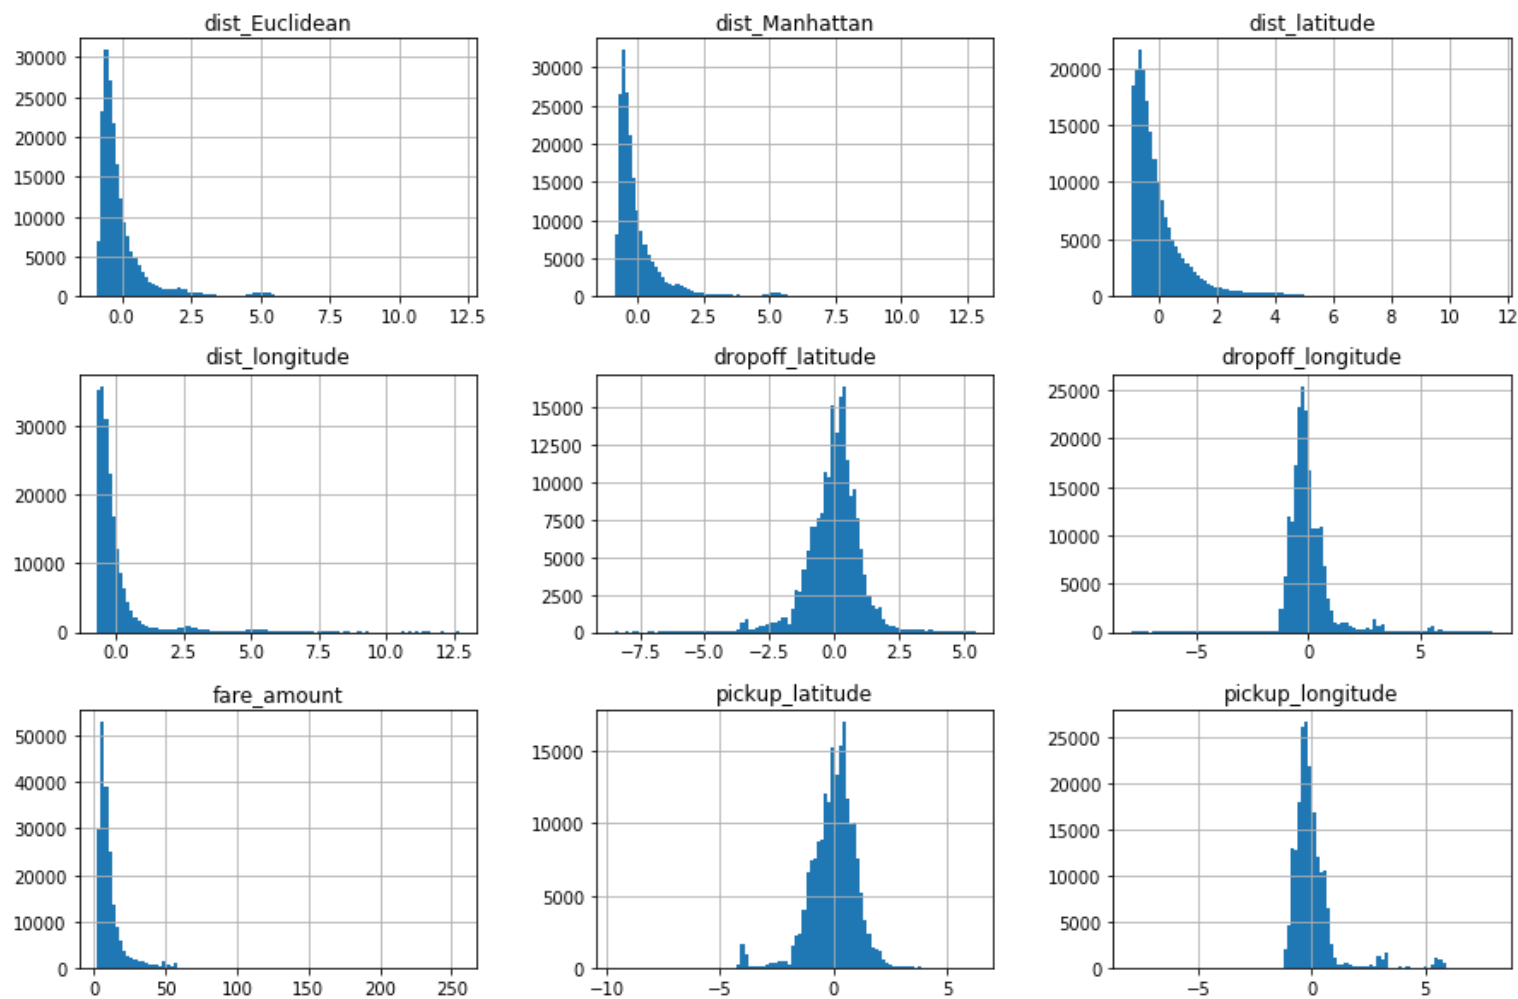 dist_Euclidean
30000
25000
20000
15000
10000
5000
0
0.0 2.5 5.0 7.5 10.0 12.5
dist_Manhattan
30000
25000
20000
15000
10000
5000
0
0.0 2.5 5.0 7.5 10.0 12.5
dist_latitude
20000
15000
10000
5000
0
0 2 4 6 8 10 12
dist_longitude
30000
20000
10000
0
0.0 2.5 5.0 7.5 10.0 12.5
dropoff_latitude
15000
12500
10000
7500
5000
2500
0
−7.5 −5.0 −2.5 0.0 2.5 5.0
dropoff_longitude
25000
20000
15000
10000
5000
0
−5 0 5
fare_amount
50000
40000
30000
20000
10000
0
0 50 100 150 200 250
pickup_latitude
15000
10000
5000
0
−10 −5 0 5
pickup_longitude
25000
20000
15000
10000
5000
0
−5 0 5